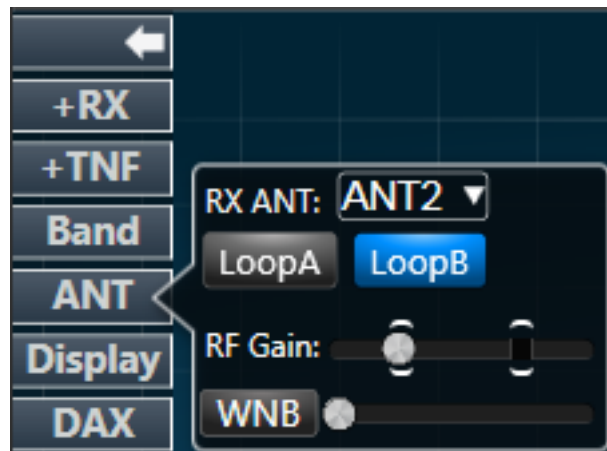 +RX
+TNF
Band
ANT
Display
DAX
RX ANT: ANT2
LoopA LoopB
RF Gain:
WNB